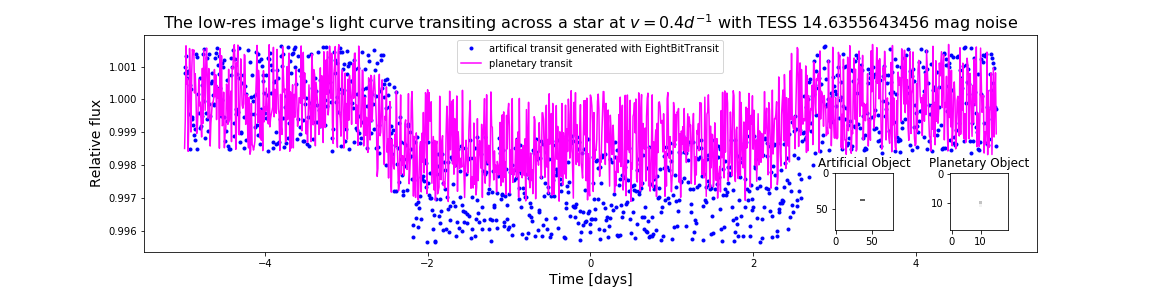 The low-res image's light curve transiting across a star at v = 0.4d⁻¹ with TESS 14.6355643456 mag noise
artifical transit generated with EightBitTransit
planetary transit
Relative flux
1.001
1.000
0.999
0.998
0.997
0.996
Artificial Object
0
50
0 50
Planetary Object
0
10
0 10
−4 −2 0 2 4
Time [days]